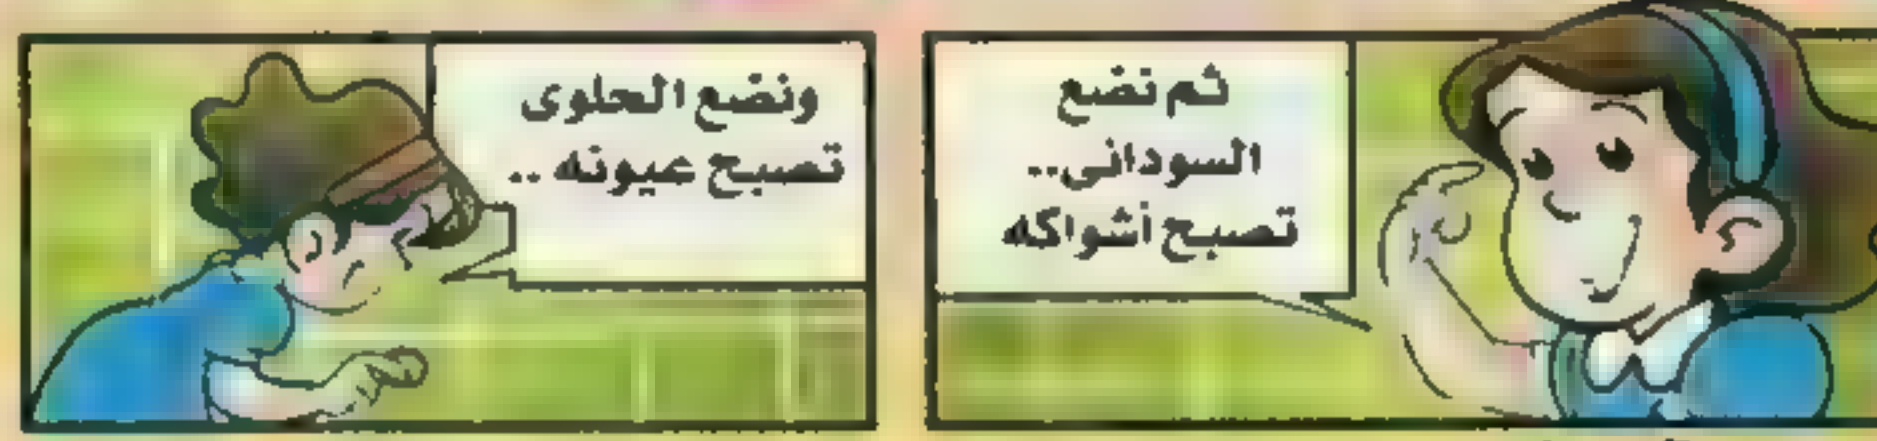 ثم نضع
السودانى..
تصبح أشواكه
ونضع الحلوى
تصبح عيونه ..